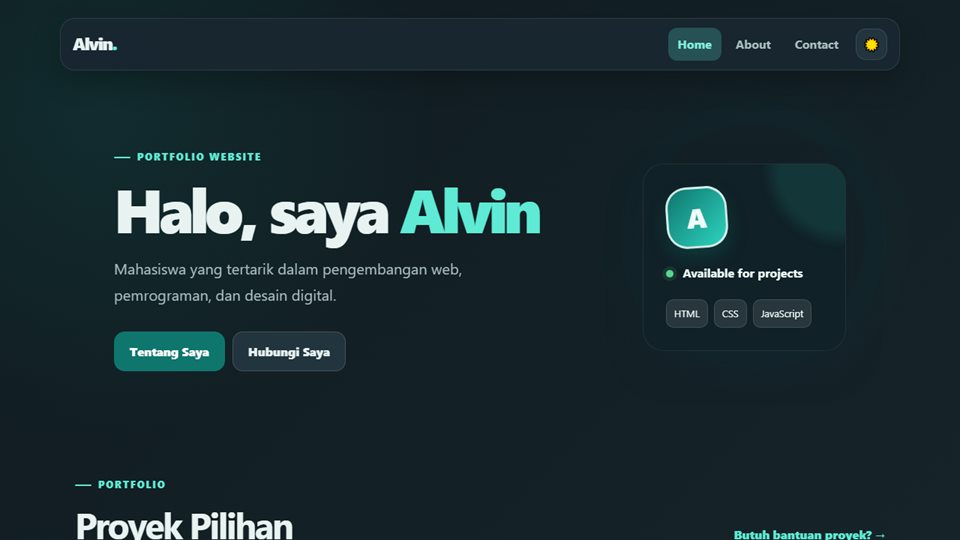 Alvin.
Home
About
Contact
PORTFOLIO WEBSITE
Halo, saya Alvin
Mahasiswa yang tertarik dalam pengembangan web,
pemrograman, dan desain digital.
Tentang Saya
Hubungi Saya
A
Available for projects
HTML
CSS
JavaScript
PORTFOLIO
Proyek Pilihan
Butuh bantuan proyek? →